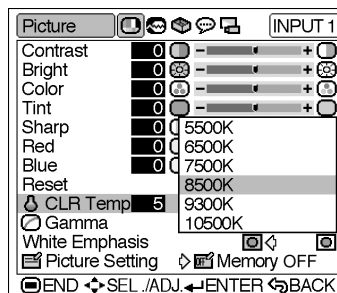 Picture INPUT 1
Contrast 0 - +
Bright 0 - +
Color 0 - +
Tint 0 - +
Sharp 0
Red 0
Blue 0
Reset
CLR Temp 5
Gamma
White Emphasis
Picture Setting Memory OFF
5500K
6500K
7500K
8500K
9300K
10500K
END SEL./ADJ. ENTER BACK